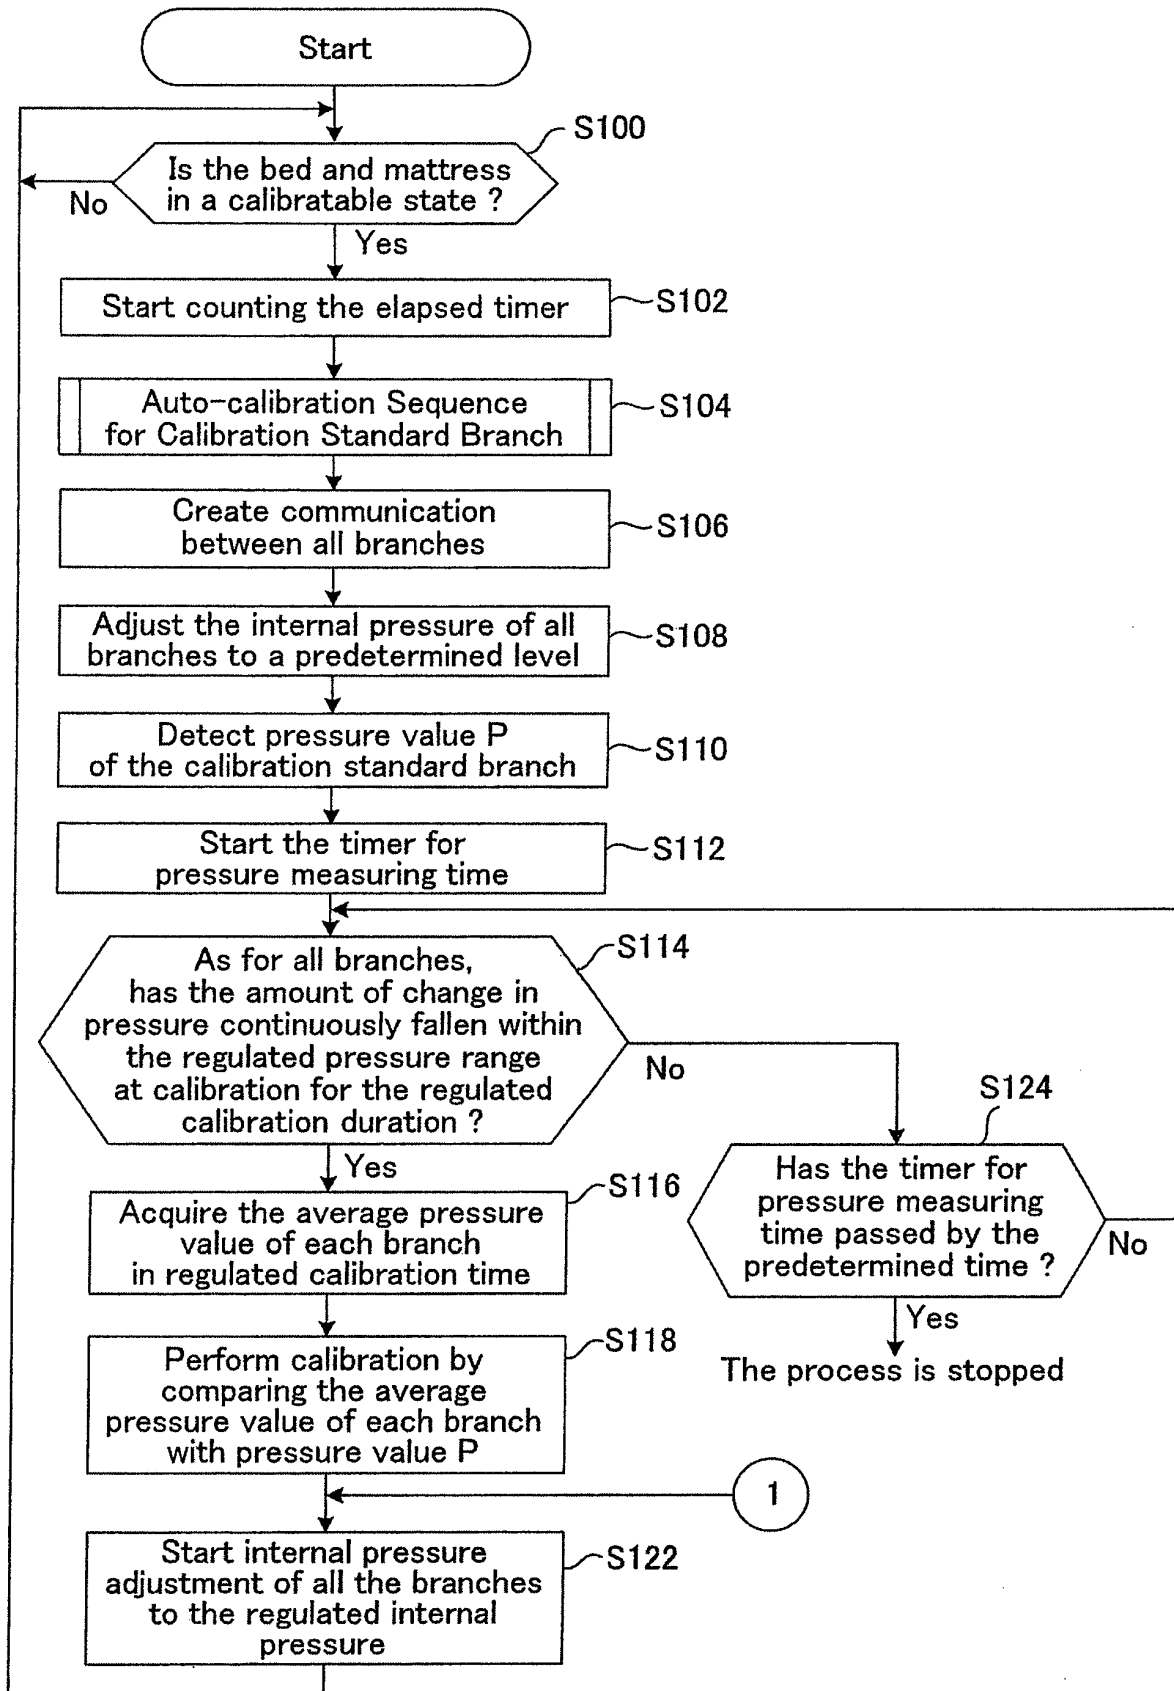 Start
S100
Is the bed and mattress
in a calibratable state ?
No
Yes
Start counting the elapsed timer
S102
Auto-calibration Sequence
for Calibration Standard Branch
S104
Create communication
between all branches
S106
Adjust the internal pressure of all
branches to a predetermined level
S108
Detect pressure value P
of the calibration standard branch
S110
Start the timer for
pressure measuring time
S112
As for all branches,
has the amount of change in
pressure continuously fallen within
the regulated pressure range
at calibration for the regulated
calibration duration ?
S114
No
Yes
S124
Has the timer for
pressure measuring
time passed by the
predetermined time ?
No
Yes
The process is stopped
Acquire the average pressure
value of each branch
in regulated calibration time
S116
Perform calibration by
comparing the average
pressure value of each branch
with pressure value P
S118
1
Start internal pressure
adjustment of all the branches
to the regulated internal
pressure
S122